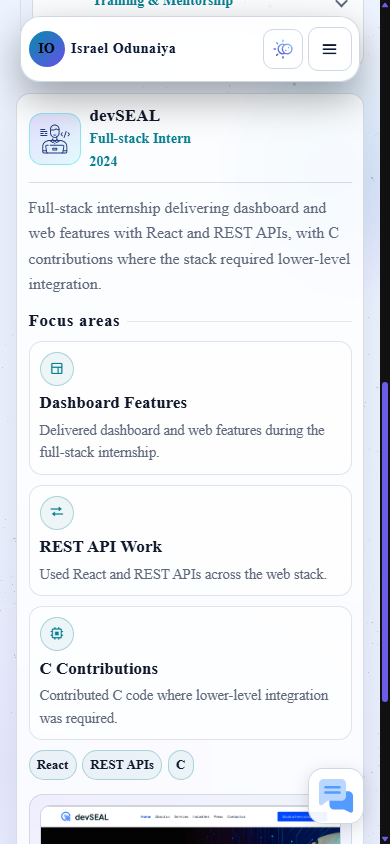 Training & Mentorship
IO Israel Odunaiya
devSEAL
Full-stack Intern
2024
Full-stack internship delivering dashboard and
web features with React and REST APIs, with C
contributions where the stack required lower-level
integration.
Focus areas
Dashboard Features
Delivered dashboard and web features during the
full-stack internship.
REST API Work
Used React and REST APIs across the web stack.
C Contributions
Contributed C code where lower-level integration
was required.
React REST APIs C
devSEAL Home